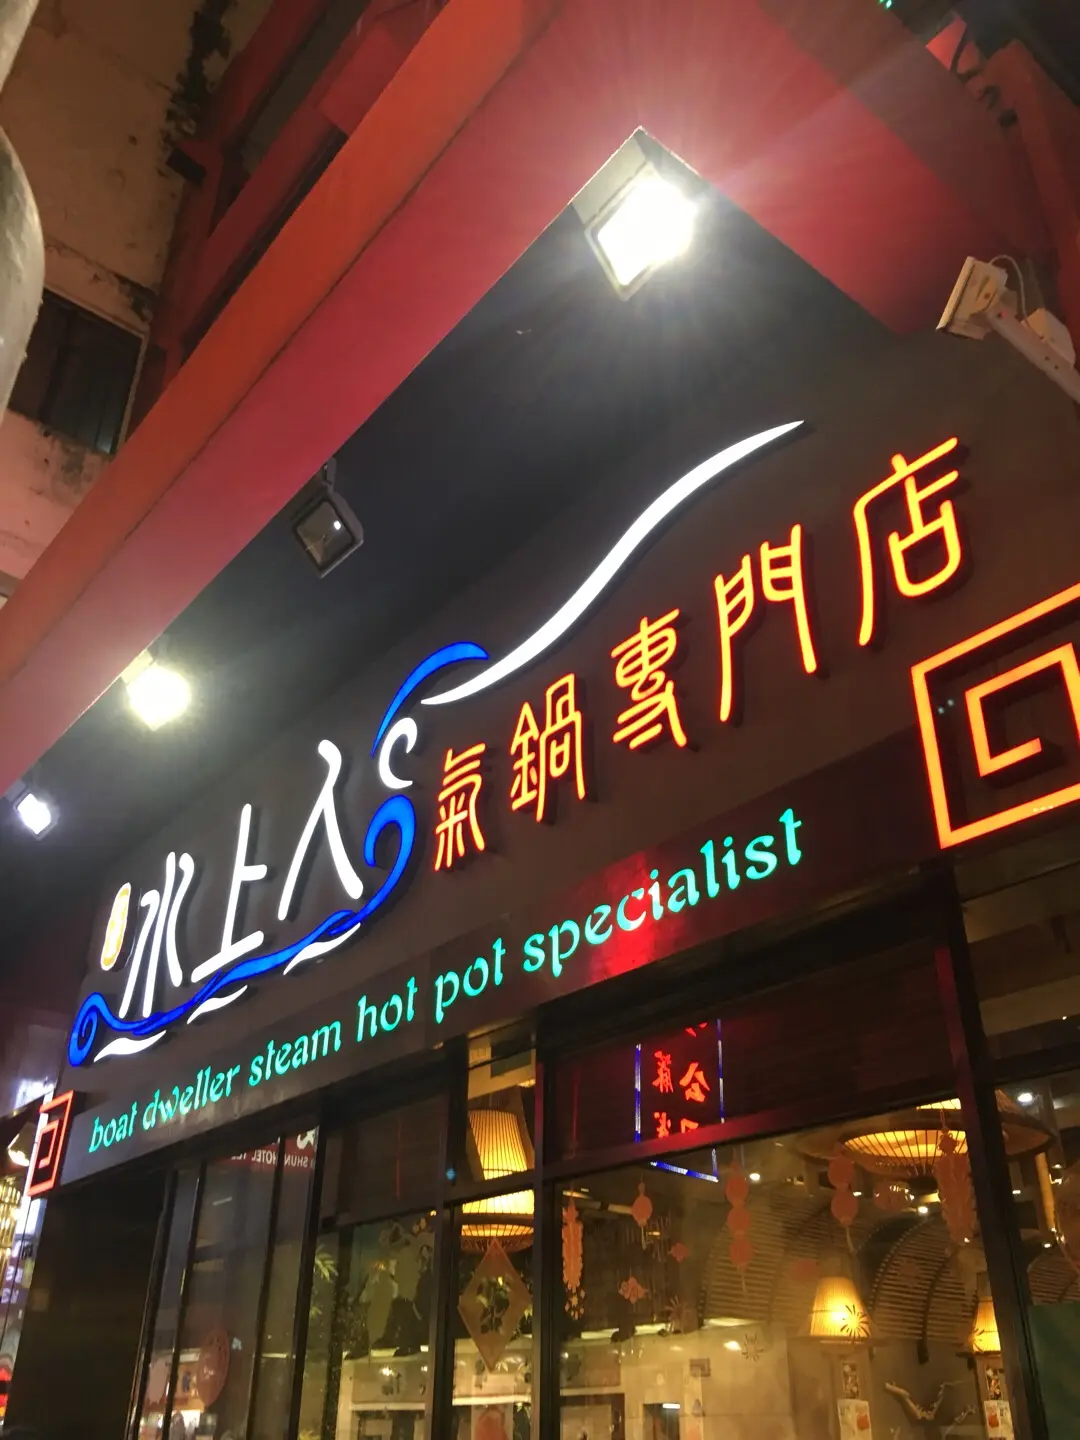 水上人
氣鍋專門店
boat dweller steam hot pot specialist